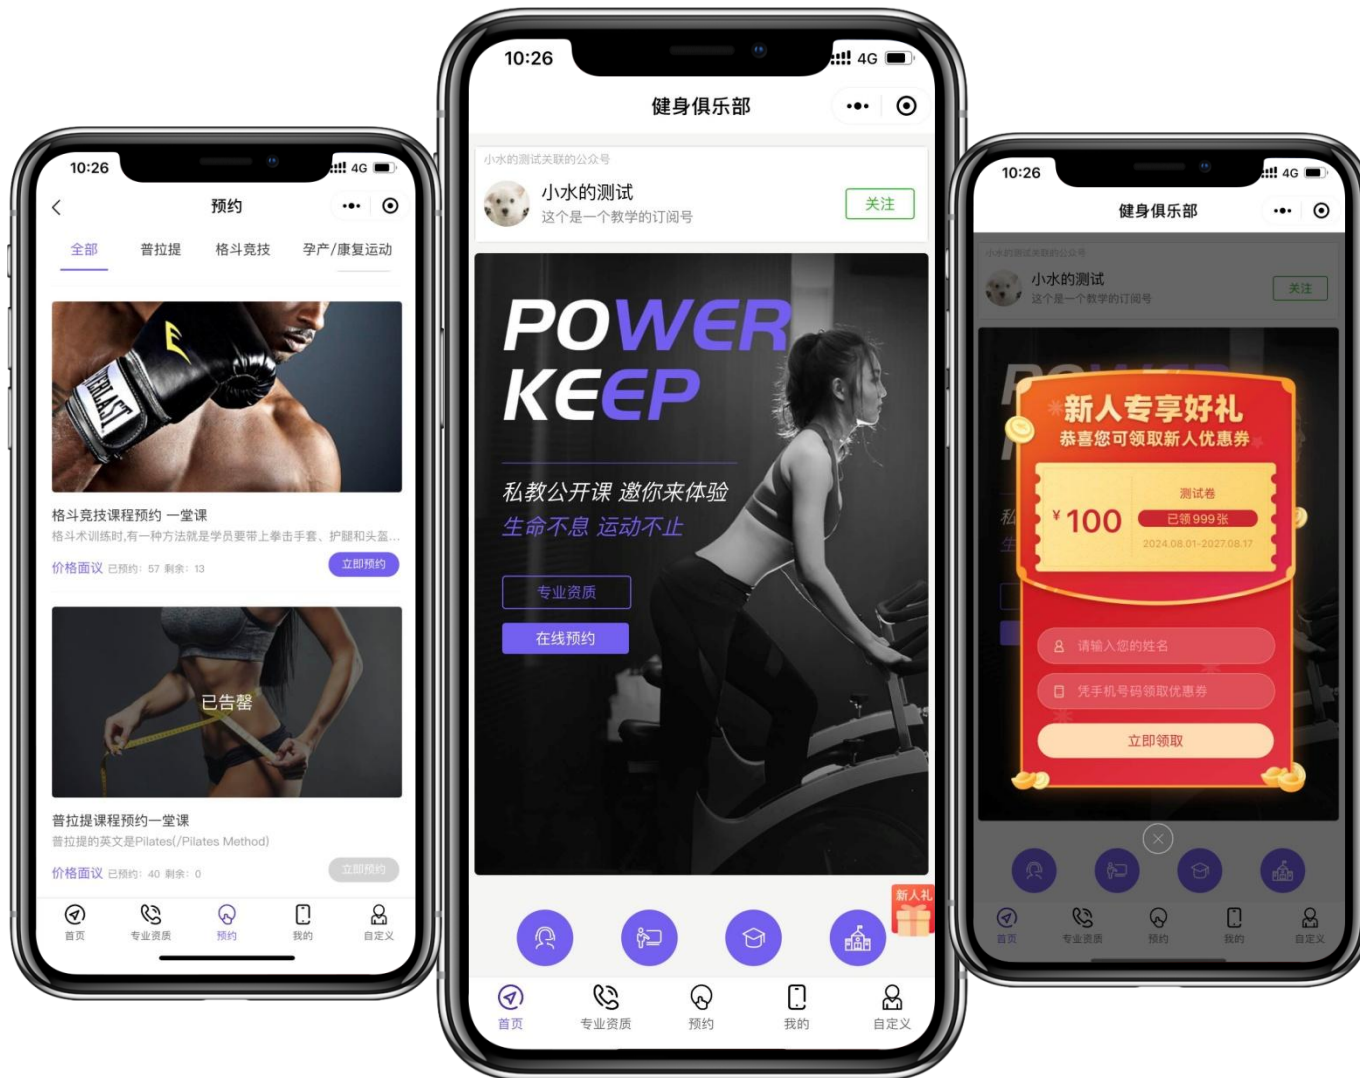 10:26
4G
预约
全部
普拉提
格斗竞技
孕产/康复运动
EVERLAST
格斗竞技课程预约 一堂课
格斗术训练时,有一种方法就是学员要带上拳击手套、护腿和头盔...
价格面议 已预约: 57 剩余: 13
立即预约
已告罄
普拉提课程预约一堂课
普拉提的英文是Pilates(/Pilates Method)
价格面议 已预约: 40 剩余: 0
立即预约
首页
专业资质
预约
我的
自定义
10:26
4G
健身俱乐部
小水的测试关联的公众号
小水的测试
这个是一个教学的订阅号
关注
POWER
KEEP
私教公开课 邀你来体验
生命不息 运动不止
专业资质
在线预约
新人礼
首页
专业资质
预约
我的
自定义
10:26
4G
健身俱乐部
小水的测试关联的公众号
小水的测试
这个是一个教学的订阅号
关注
新人专享好礼
恭喜您可领取新人优惠券
¥100
测试卷
已领999张
2024.08.01-2027.08.17
请输入您的姓名
凭手机号码领取优惠券
立即领取
首页
专业资质
预约
我的
自定义